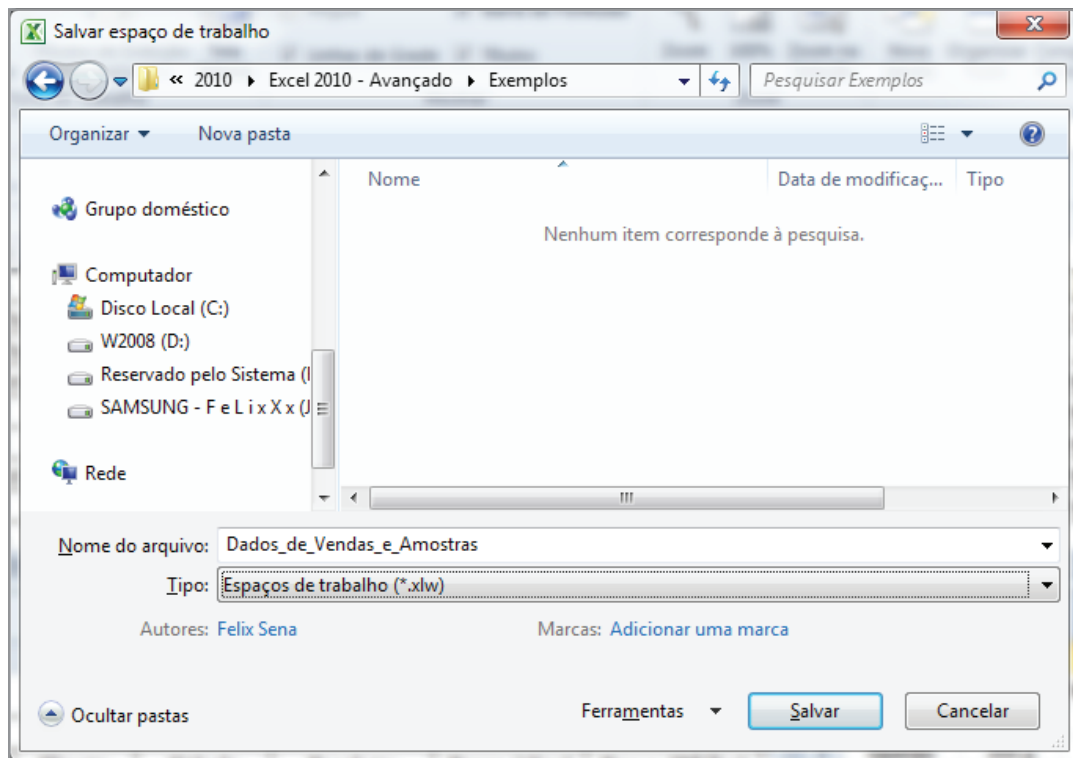 Salvar espaço de trabalho
« 2010 ▸ Excel 2010 - Avançado ▸ Exemplos
Pesquisar Exemplos
Organizar Nova pasta
Nome Data de modificaç... Tipo
Nenhum item corresponde à pesquisa.
Grupo doméstico
Computador
Disco Local (C:)
W2008 (D:)
Reservado pelo Sistema (I
SAMSUNG - F e L i x X x (J
Rede
Nome do arquivo: Dados_de_Vendas_e_Amostras
Tipo: Espaços de trabalho (*.xlw)
Autores: Felix Sena Marcas: Adicionar uma marca
Ocultar pastas Ferramentas Salvar Cancelar